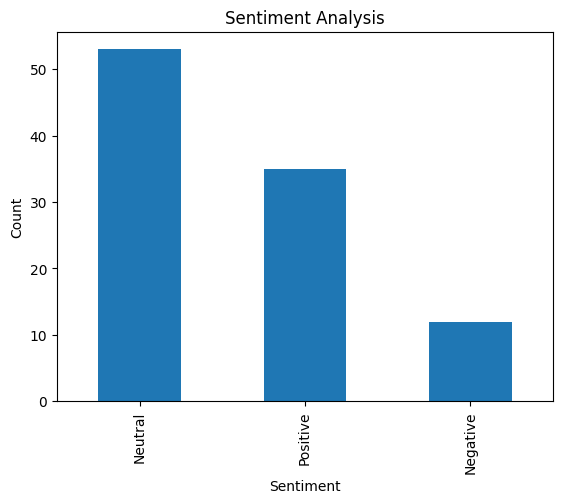 Sentiment Analysis
50
40
30
20
10
0
Count
Neutral
Positive
Negative
Sentiment